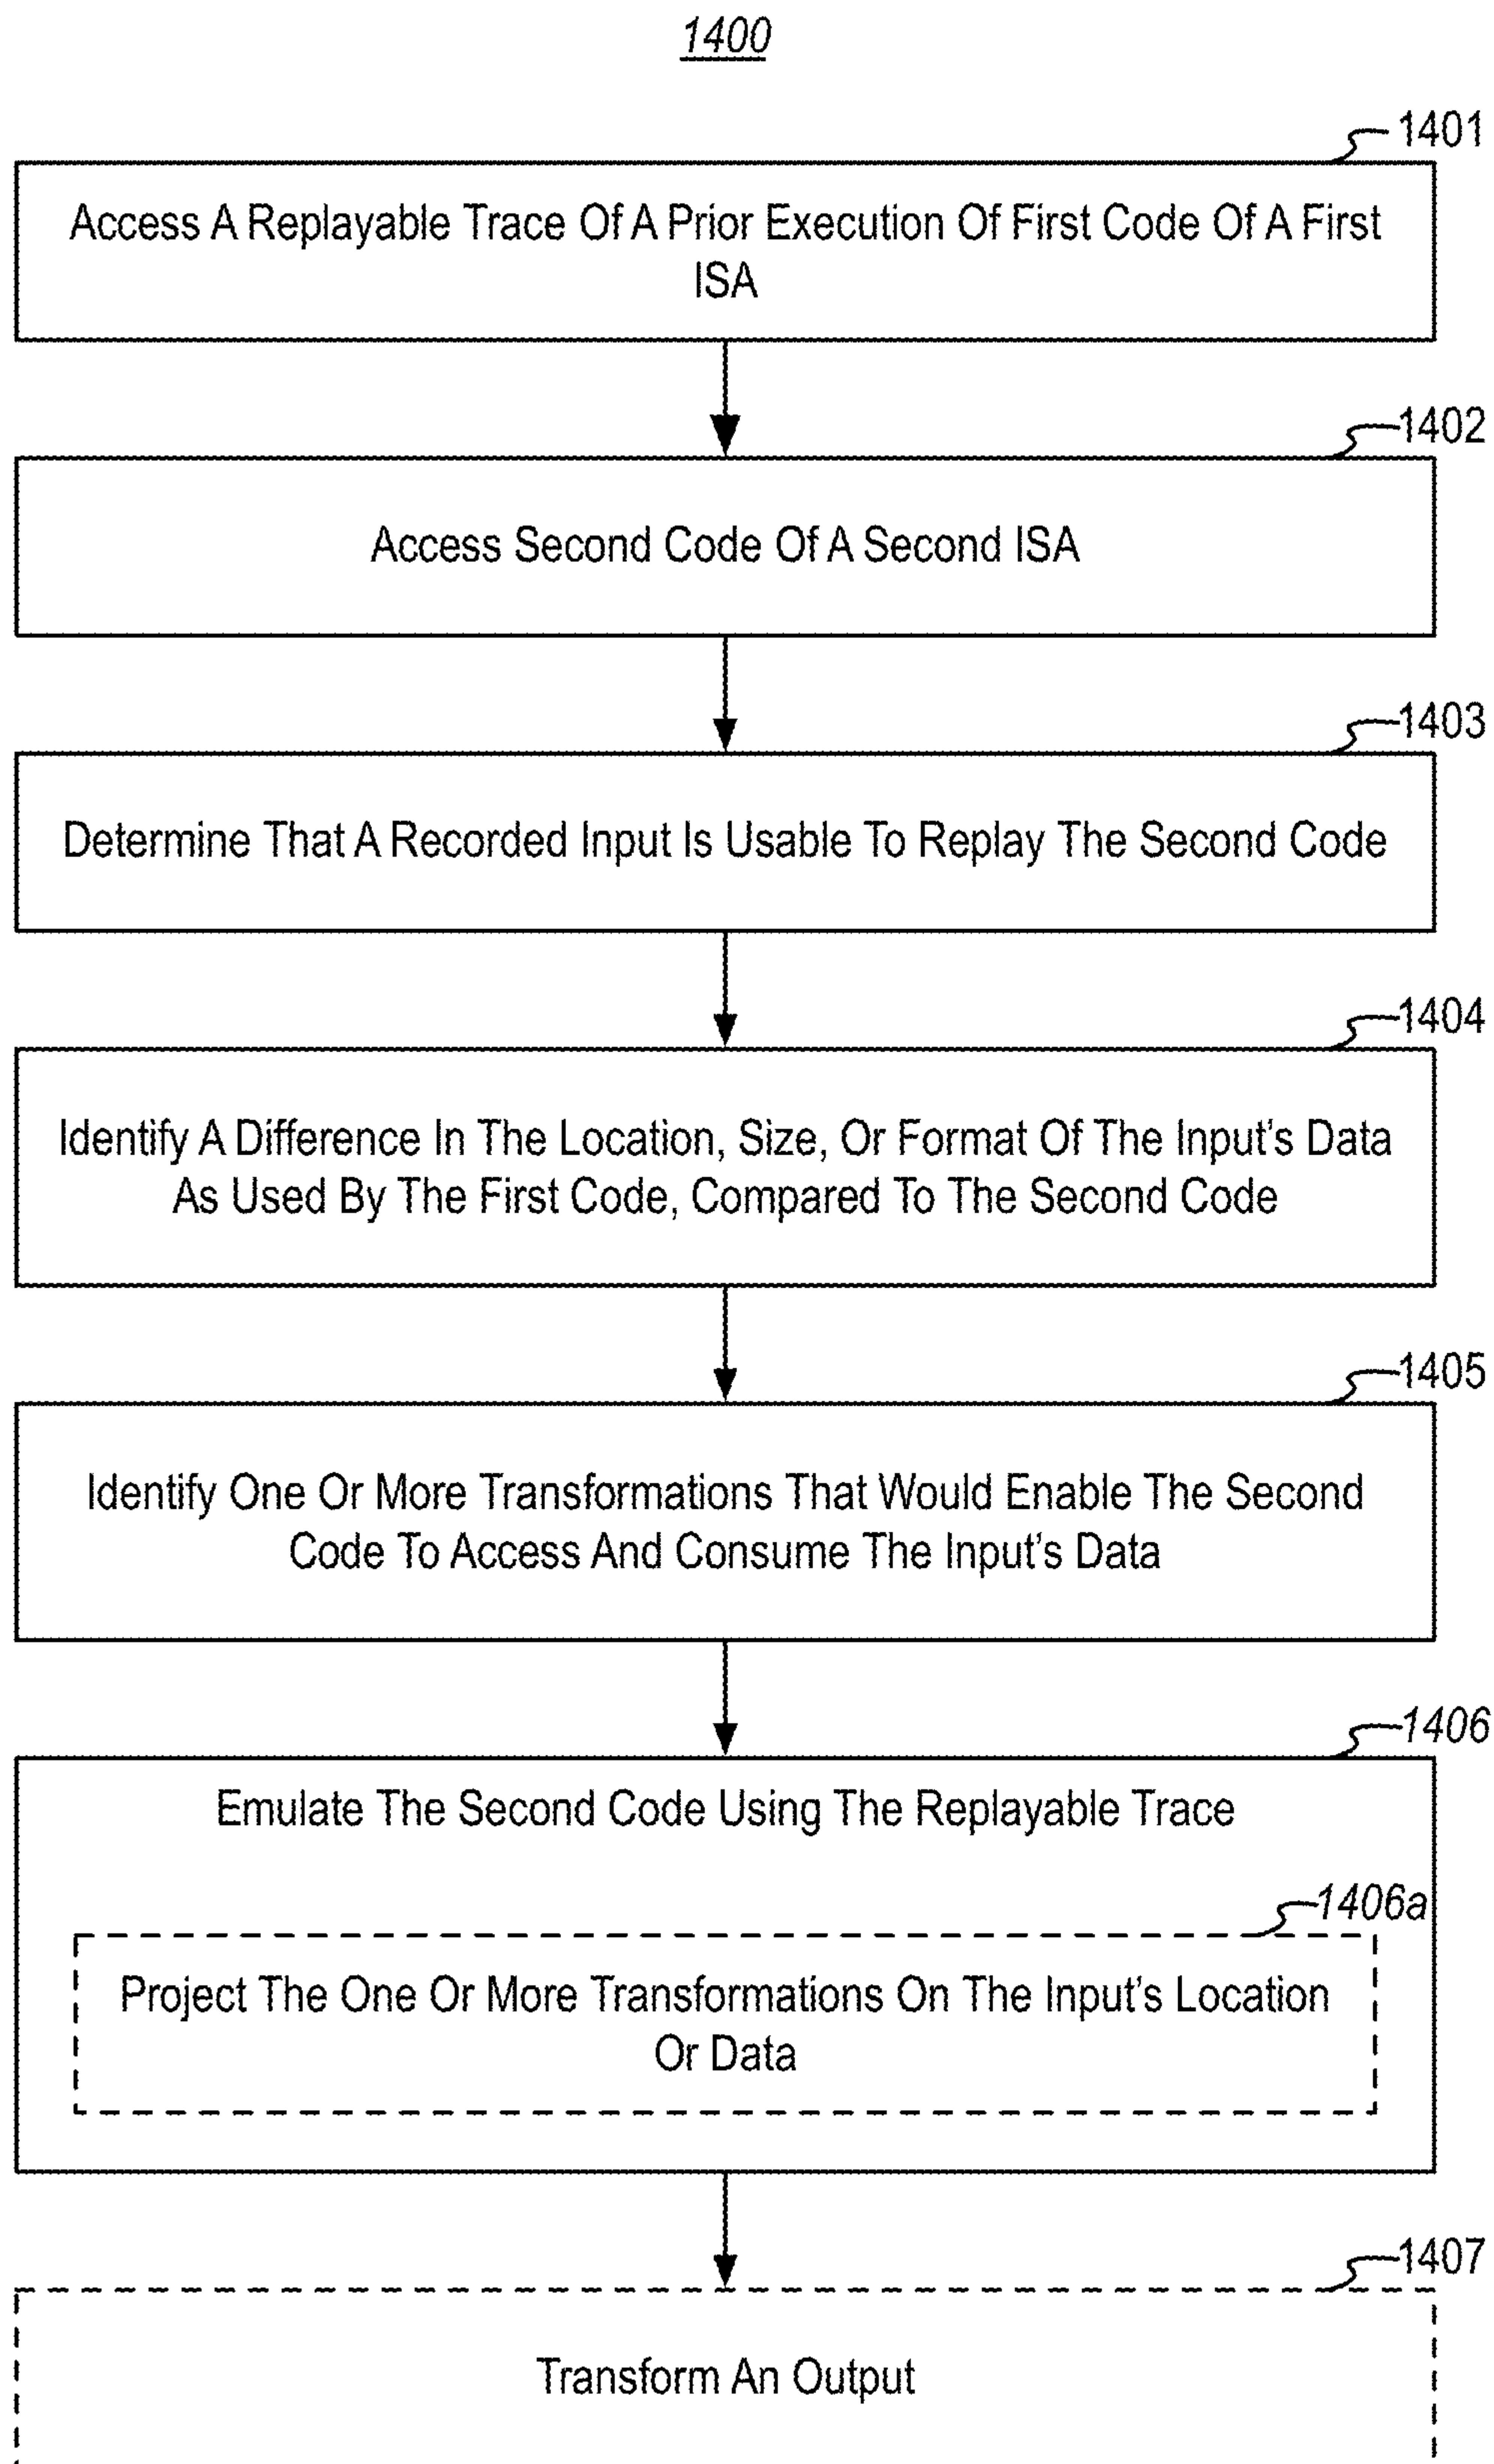 1400
1401
Access A Replayable Trace Of A Prior Execution Of First Code Of A First
ISA
1402
Access Second Code Of A Second ISA
1403
Determine That A Recorded Input Is Usable To Replay The Second Code
1404
Identify A Difference In The Location, Size, Or Format Of The Input's Data
As Used By The First Code, Compared To The Second Code
1405
Identify One Or More Transformations That Would Enable The Second
Code To Access And Consume The Input's Data
1406
Emulate The Second Code Using The Replayable Trace
1406a
Project The One Or More Transformations On The Input's Location
Or Data
1407
Transform An Output